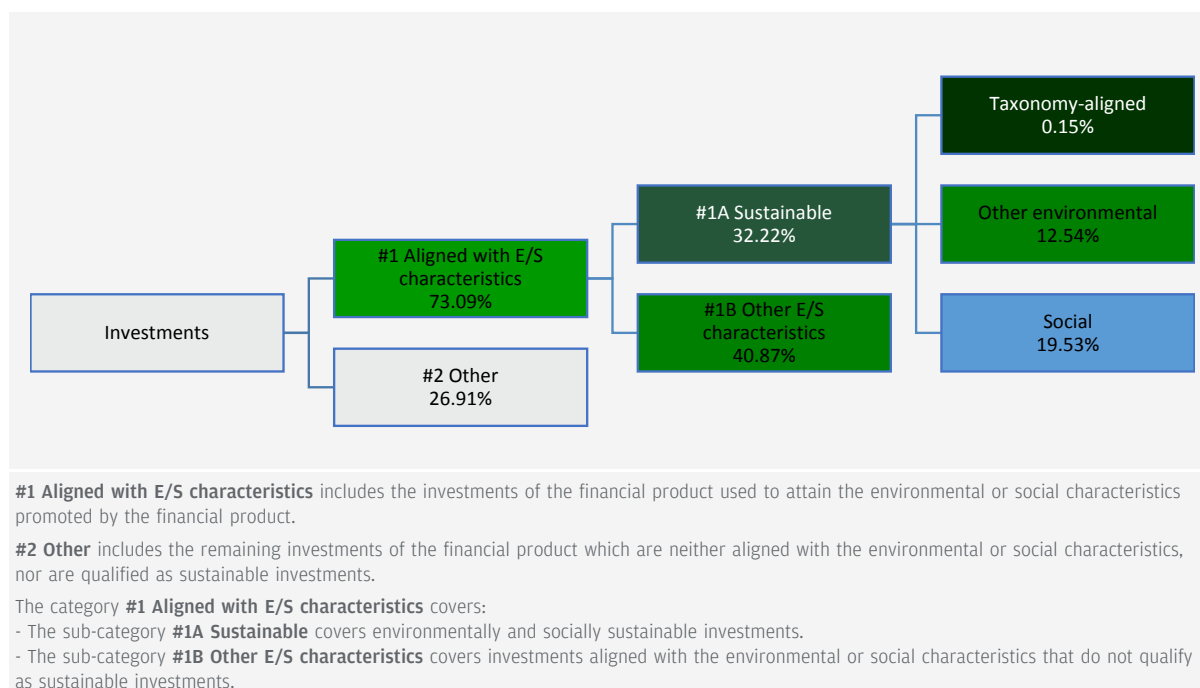 Taxonomy-aligned
0.15%
#1A Sustainable
32.22%
Other environmental
12.54%
#1 Aligned with E/S
characteristics
73.09%
Investments
#1B Other E/S
characteristics
40.87%
Social
19.53%
#2 Other
26.91%
#1 Aligned with E/S characteristics includes the investments of the financial product used to attain the environmental or social characteristics
promoted by the financial product.
#2 Other includes the remaining investments of the financial product which are neither aligned with the environmental or social characteristics,
nor are qualified as sustainable investments.
The category #1 Aligned with E/S characteristics covers:
- The sub-category #1A Sustainable covers environmentally and socially sustainable investments.
- The sub-category #1B Other E/S characteristics covers investments aligned with the environmental or social characteristics that do not qualify
as sustainable investments.